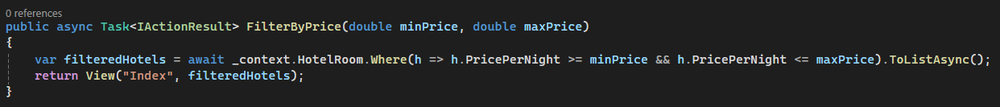 0 references
public async Task<IActionResult> FilterByPrice(double minPrice, double maxPrice)
{
    var filteredHotels = await _context.HotelRoom.Where(h => h.PricePerNight >= minPrice && h.PricePerNight <= maxPrice).ToListAsync();
    return View("Index", filteredHotels);
}